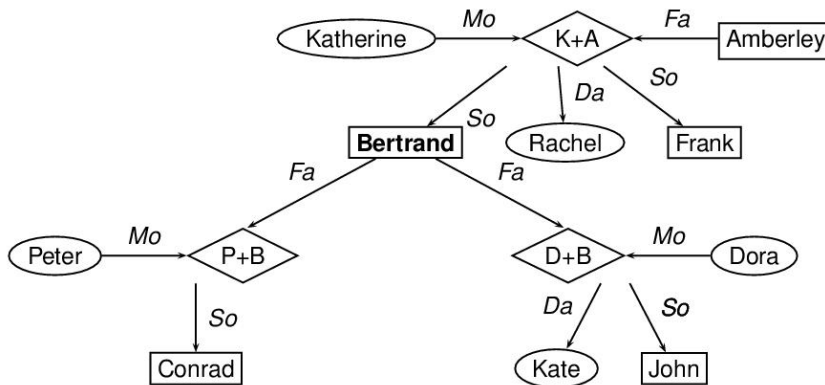 Katherine Mo K+A Fa Amberley
So Da So
Bertrand Rachel Frank
Fa Fa
Peter Mo P+B D+B Mo Dora
So Da So
Conrad Kate John